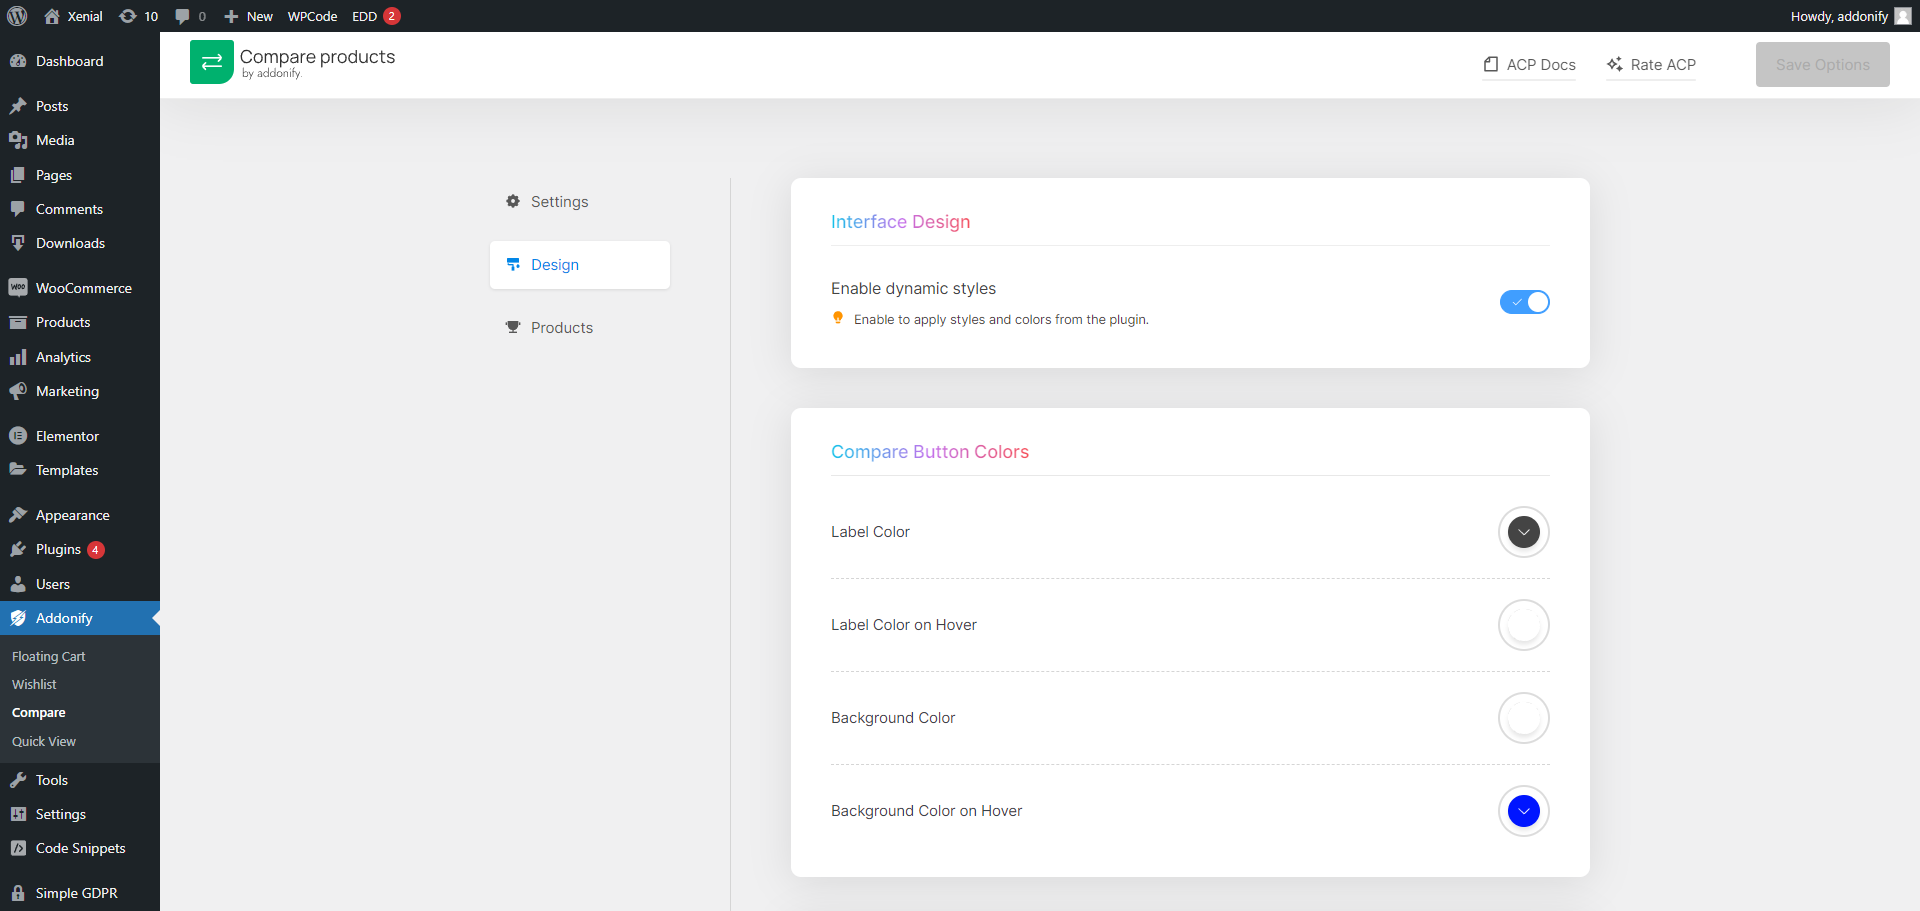 Xenial
10
0
New
WPCode
EDD 2
Howdy, addonify
Dashboard
Posts
Media
Pages
Comments
Downloads
WOO
WooCommerce
Products
Analytics
Marketing
Elementor
Templates
Appearance
Plugins 4
Users
Addonify
Floating Cart
Wishlist
Compare
Quick View
Tools
Settings
Code Snippets
Simple GDPR
Compare products
by addonify.
ACP Docs
Rate ACP
Save Options
Settings
Design
Products
Interface Design
Enable dynamic styles
Enable to apply styles and colors from the plugin.
Compare Button Colors
Label Color
Label Color on Hover
Background Color
Background Color on Hover